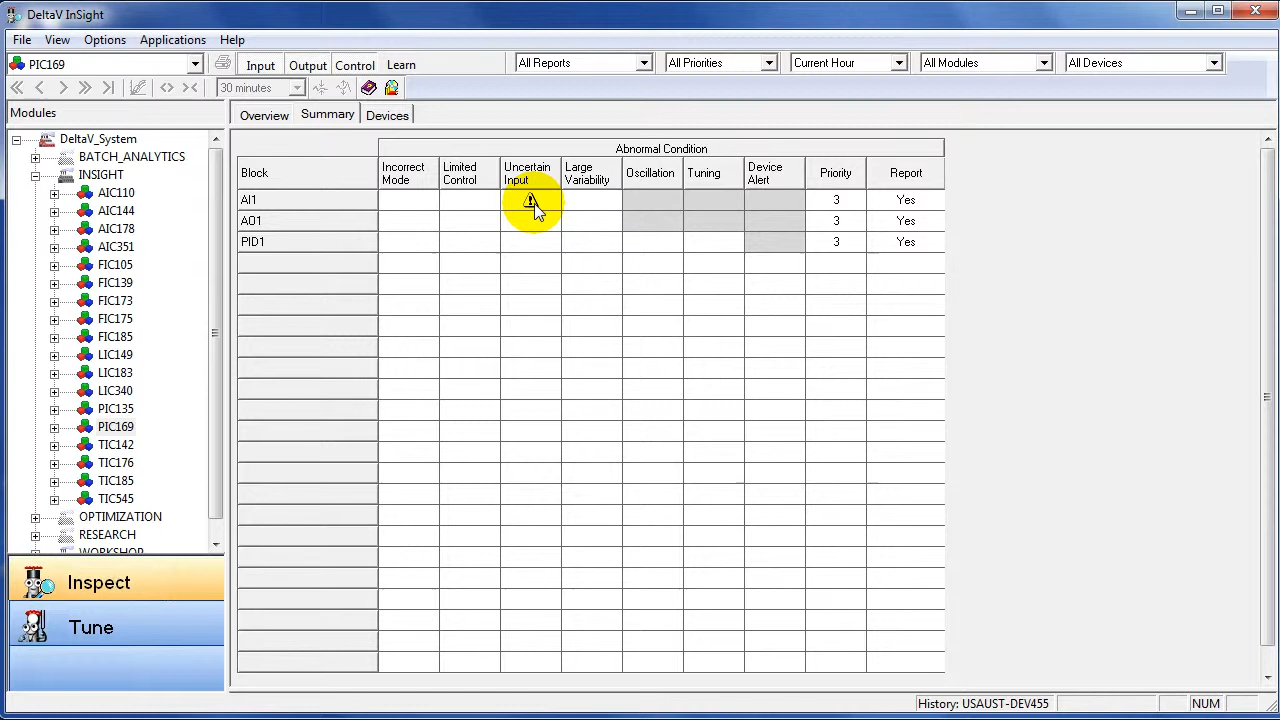 DeltaV InSight
File View Options Applications Help
PIC169 Input Output Control Learn All Reports All Priorities Current Hour All Modules All Devices
30 minutes
Modules Overview Summary Devices
DeltaV_System
BATCH_ANALYTICS
INSIGHT
AIC110
AIC144
AIC178
AIC351
FIC105
FIC139
FIC173
FIC175
FIC185
LIC149
LIC183
LIC340
PIC135
PIC169
TIC142
TIC176
TIC185
TIC545
OPTIMIZATION
RESEARCH
WORKSHOP
Inspect
Tune
Abnormal Condition
Block Incorrect Mode Limited Control Uncertain Input Large Variability Oscillation Tuning Device Alert Priority Report
AI1 3 Yes
AO1 3 Yes
PID1 3 Yes
History: USAUST-DEV455 NUM